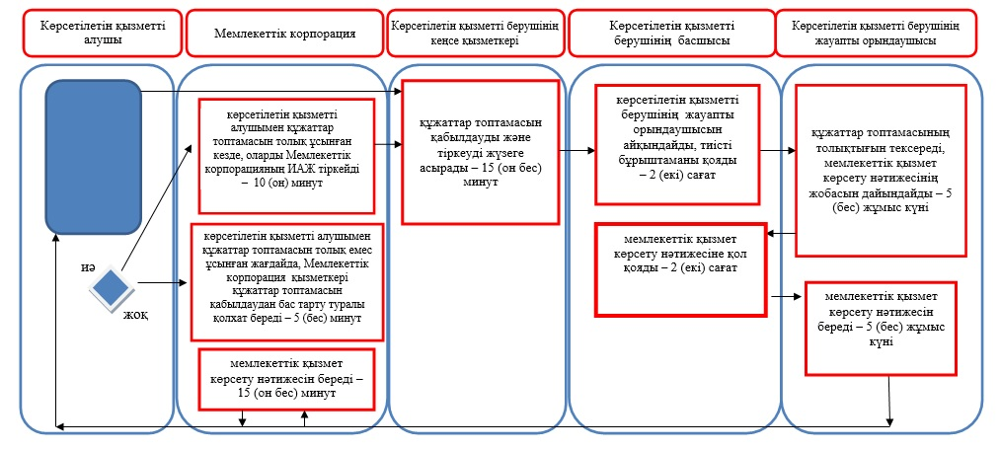 Көрсетілетін қызметті
алушы
Мемлекеттік корпорация
Көрсетілетін қызметті берушінің
кеңсе қызметкері
Көрсетілетін қызметті
берушінің басшысы
Көрсетілетін қызметті берушінің
жауапты орындаушысы
көрсетілетін қызметті
алушымен құжаттар
топтамасын толық ұсынған
кезде, оларды Мемлекеттік
корпорацияның ИАЖ тіркейді
– 10 (он) минут
құжаттар топтамасын
қабылдауды және
тіркеуді жүзеге
асырады – 15 (он бес)
минут
көрсетілетін қызметті
берушінің жауапты
орындаушысын
айқындайды, тиісті
бұрыштаманы қояды
– 2 (екі) сағат
құжаттар топтамасының
толықтығын тексереді,
мемлекеттік қызмет
көрсету нәтижесінің
жобасын дайындайды – 5
(бес) жұмыс күні
көрсетілетін қызметті алушымен
құжаттар топтамасын толық емес
ұсынған жағдайда, Мемлекеттік
корпорация қызметкері
құжаттар топтамасын
қабылдаудан бас тарту туралы
қолхат береді – 5 (бес) минут
мемлекеттік қызмет
көрсету нәтижесіне қол
қояды – 2 (екі) сағат
иә
жоқ
мемлекеттік қызмет
көрсету нәтижесін
береді – 5 (бес) жұмыс
күні
мемлекеттік қызмет
көрсету нәтижесін береді –
15 (он бес) минут